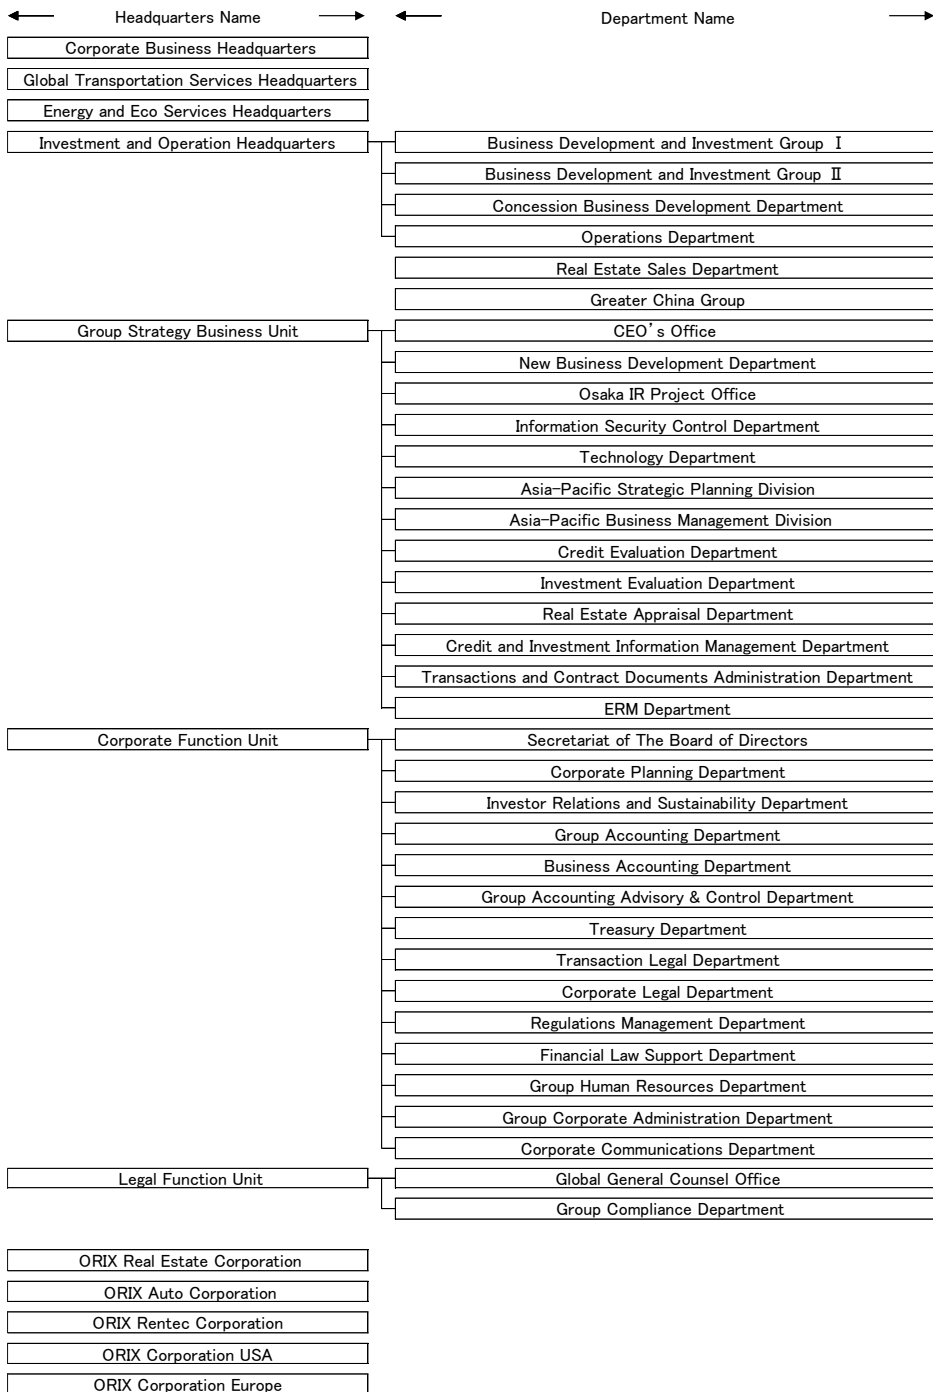 Headquarters Name Department Name
Corporate Business Headquarters
Global Transportation Services Headquarters
Energy and Eco Services Headquarters
Investment and Operation Headquarters Business Development and Investment Group Ⅰ
Business Development and Investment Group Ⅱ
Concession Business Development Department
Operations Department
Real Estate Sales Department
Greater China Group
Group Strategy Business Unit CEO's Office
New Business Development Department
Osaka IR Project Office
Information Security Control Department
Technology Department
Asia-Pacific Strategic Planning Division
Asia-Pacific Business Management Division
Credit Evaluation Department
Investment Evaluation Department
Real Estate Appraisal Department
Credit and Investment Information Management Department
Transactions and Contract Documents Administration Department
ERM Department
Corporate Function Unit Secretariat of The Board of Directors
Corporate Planning Department
Investor Relations and Sustainability Department
Group Accounting Department
Business Accounting Department
Group Accounting Advisory & Control Department
Treasury Department
Transaction Legal Department
Corporate Legal Department
Regulations Management Department
Financial Law Support Department
Group Human Resources Department
Group Corporate Administration Department
Corporate Communications Department
Legal Function Unit Global General Counsel Office
Group Compliance Department
ORIX Real Estate Corporation
ORIX Auto Corporation
ORIX Rentec Corporation
ORIX Corporation USA
ORIX Corporation Europe